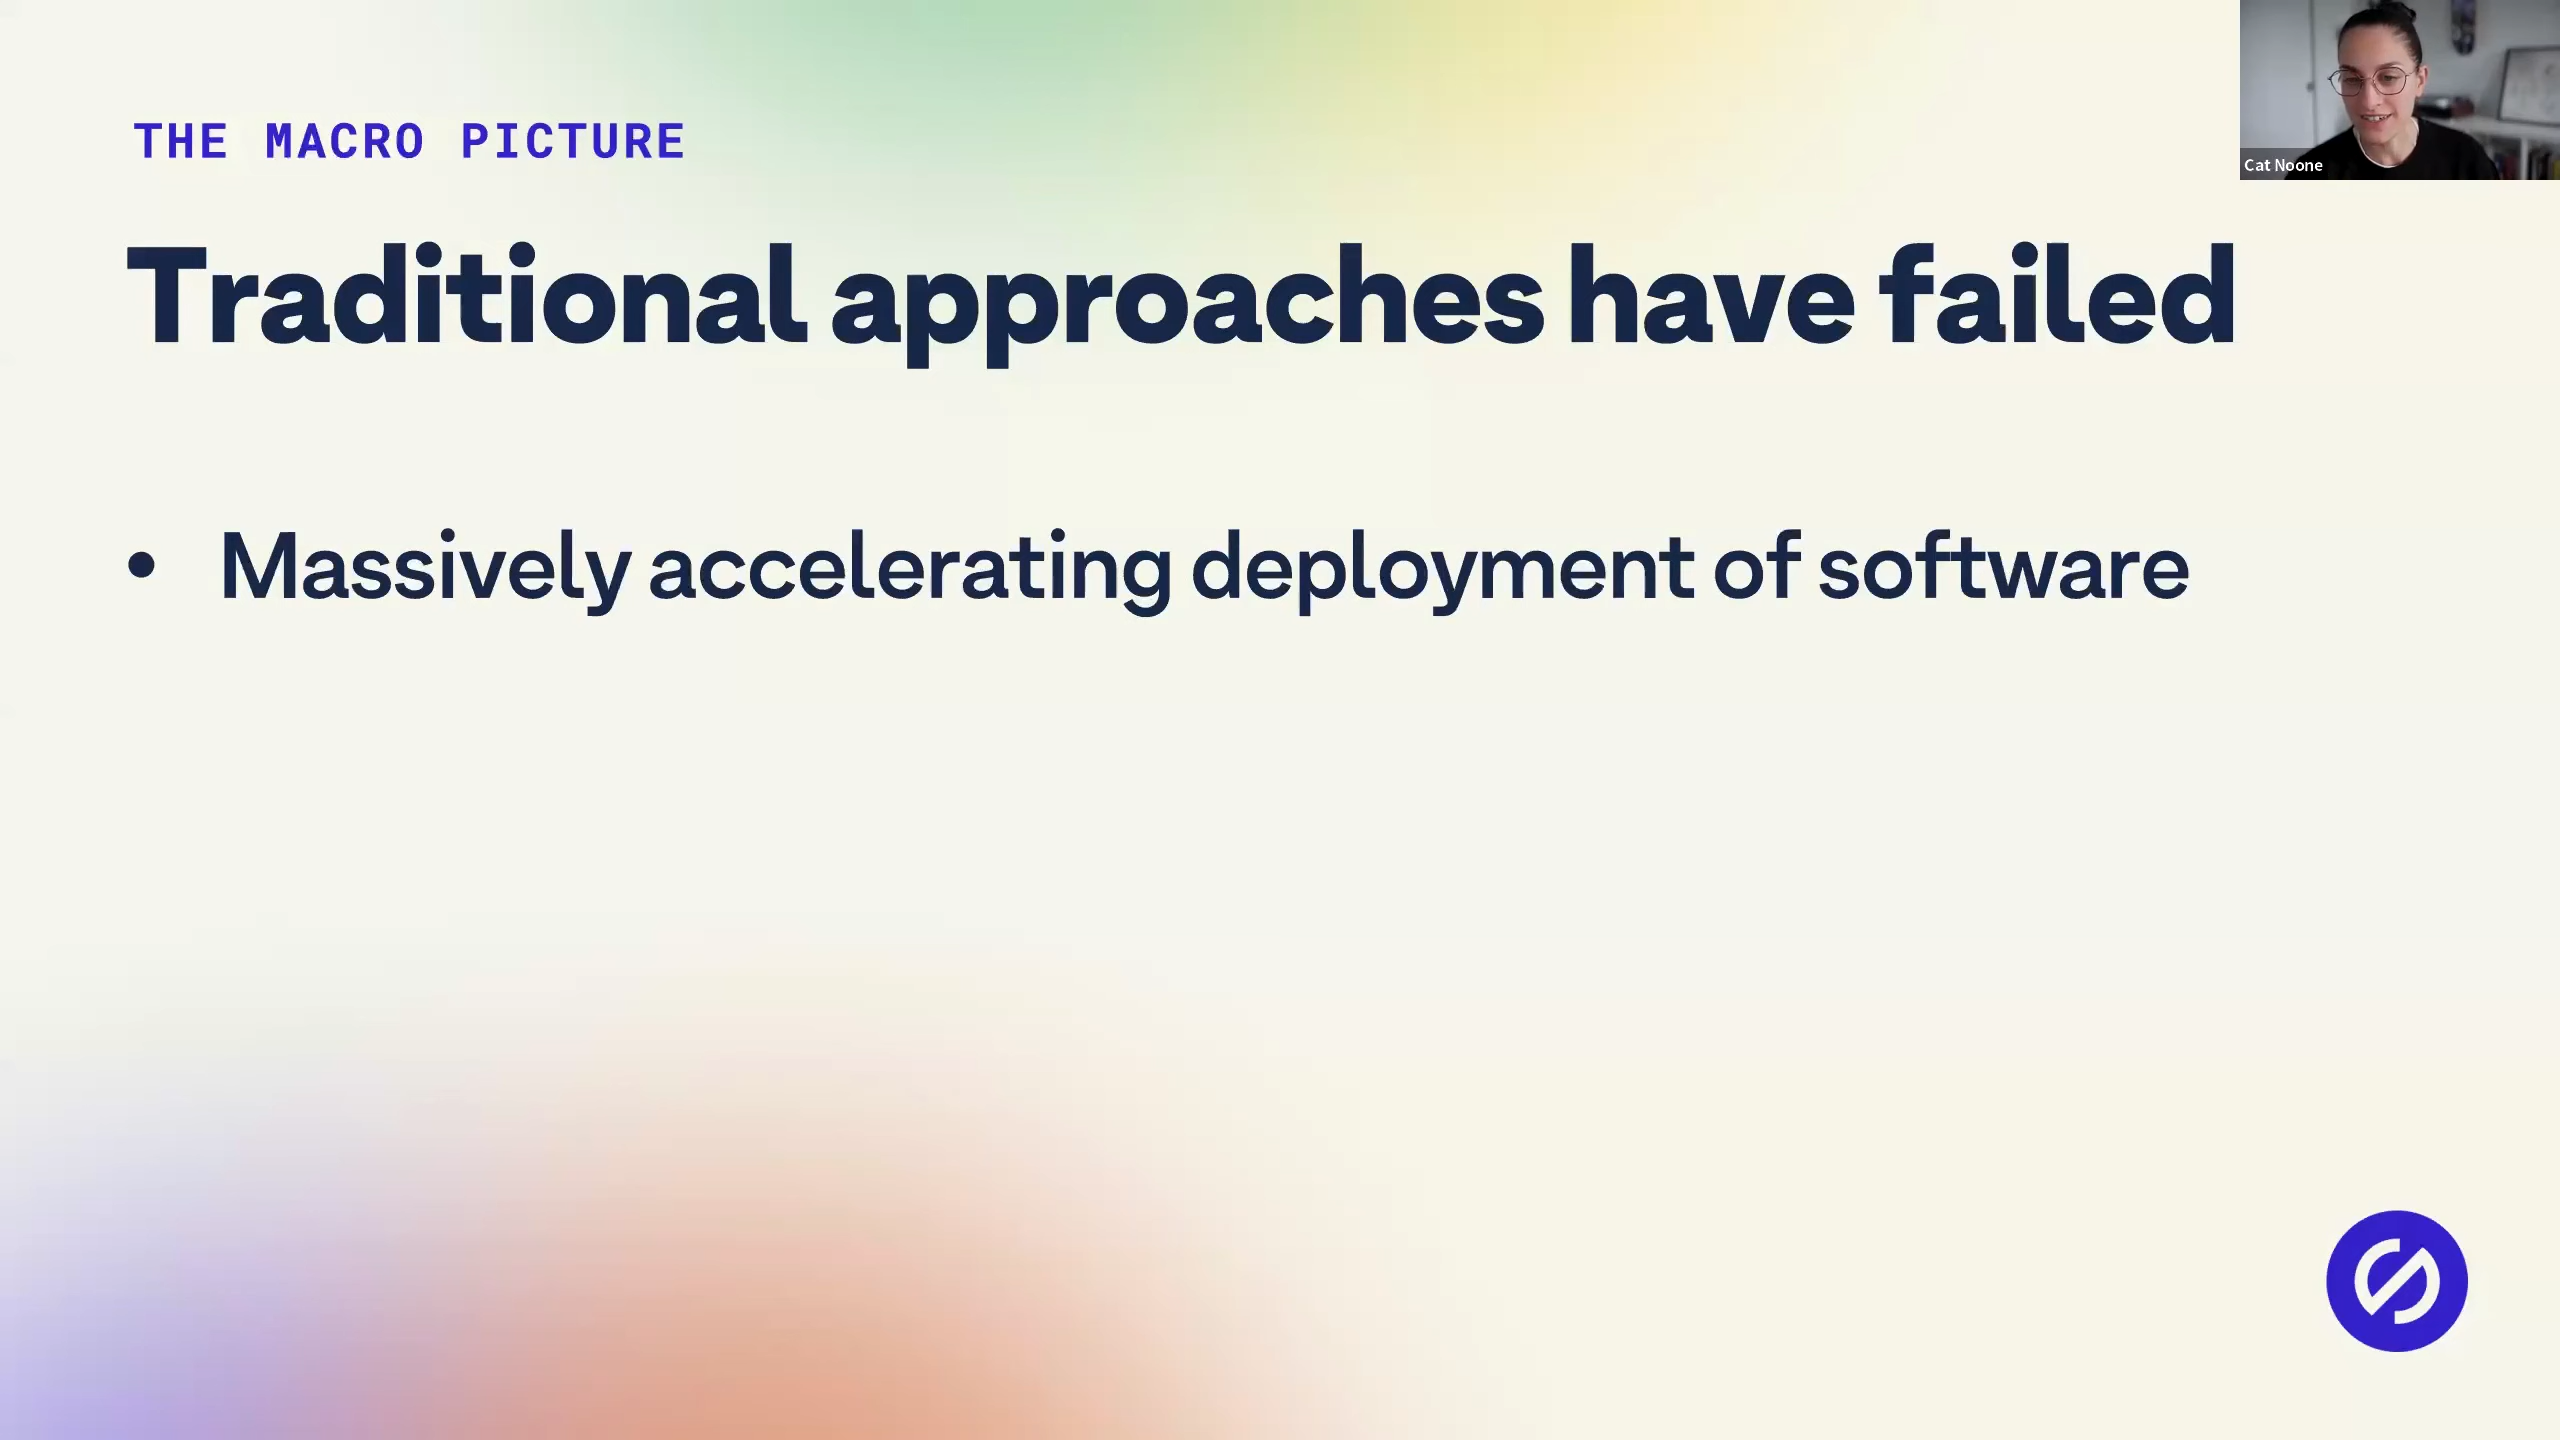 THE MACRO PICTURE
Traditional approaches have failed
• Massively accelerating deployment of software
Cat Noone